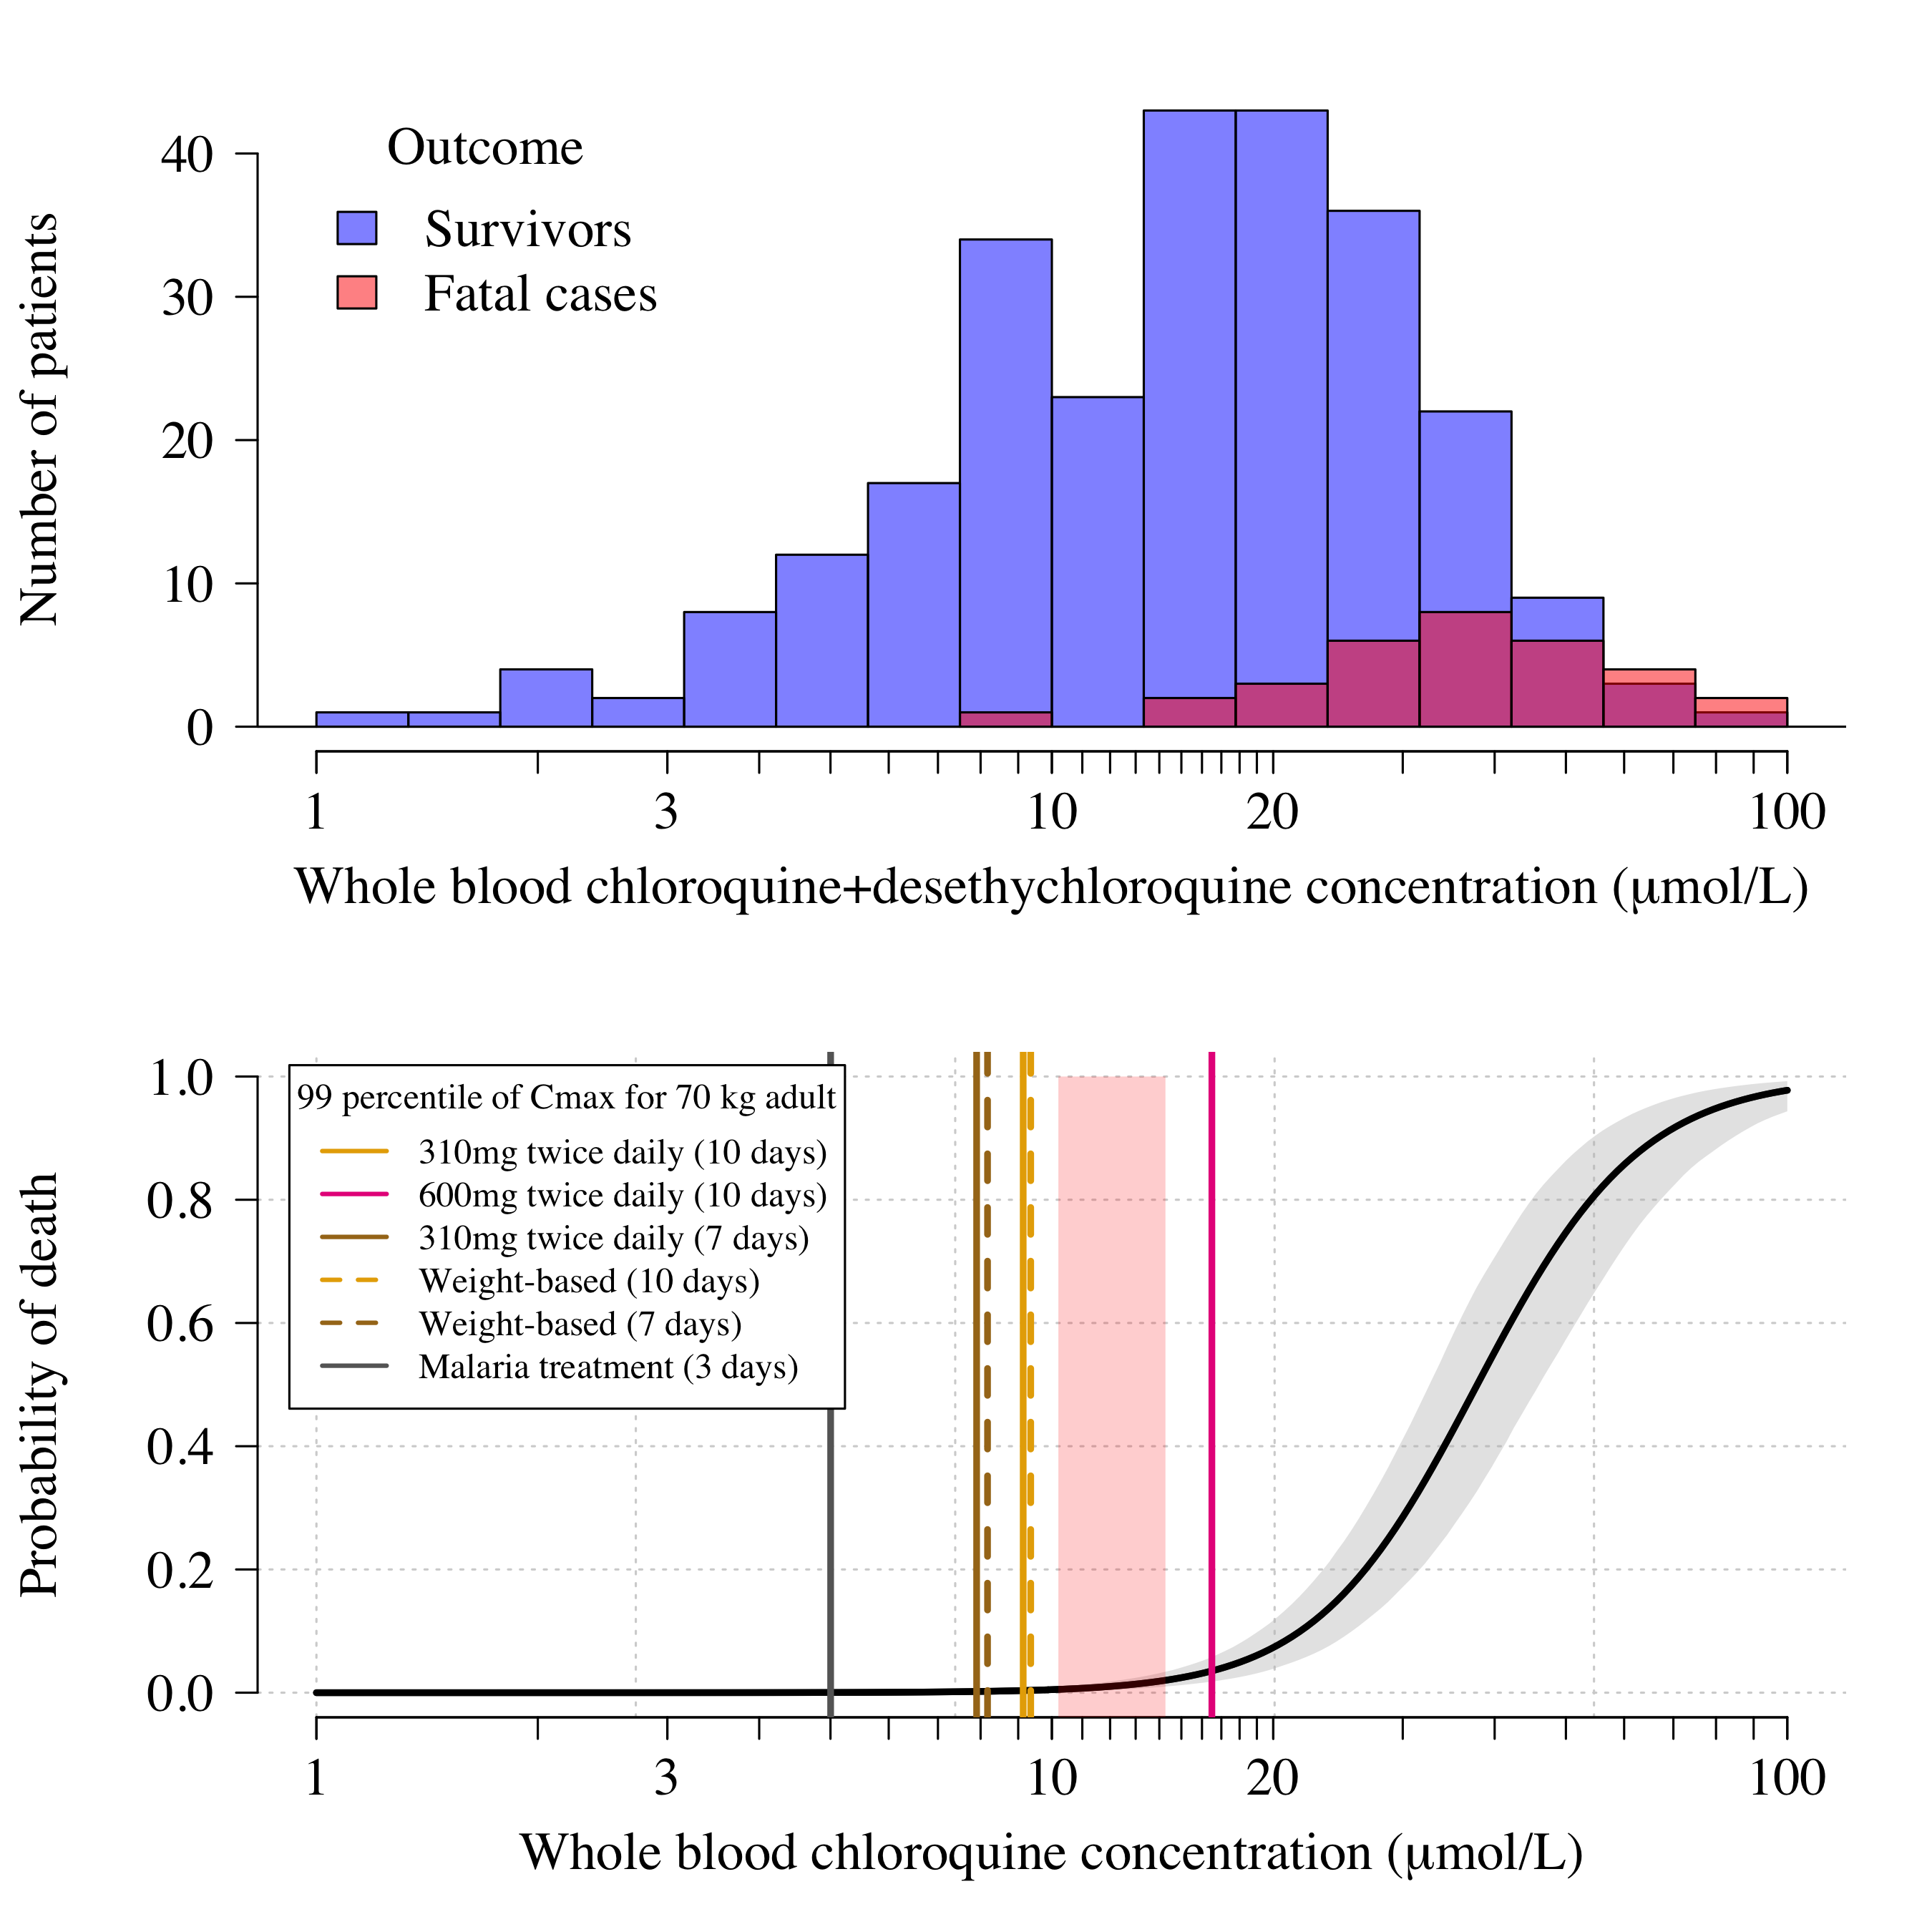 Outcome
Survivors
Fatal cases
Number of patients
40
30
20
10
0
1 3 10 20 100
Whole blood chloroquine+desethychloroquine concentration (μmol/L)
Probability of death
1.0
0.8
0.6
0.4
0.2
0.0
99 percentile of Cmax for 70 kg adult
310mg twice daily (10 days)
600mg twice daily (10 days)
310mg twice daily (7 days)
Weight-based (10 days)
Weight-based (7 days)
Malaria treatment (3 days)
1 3 10 20 100
Whole blood chloroquine concentration (μmol/L)